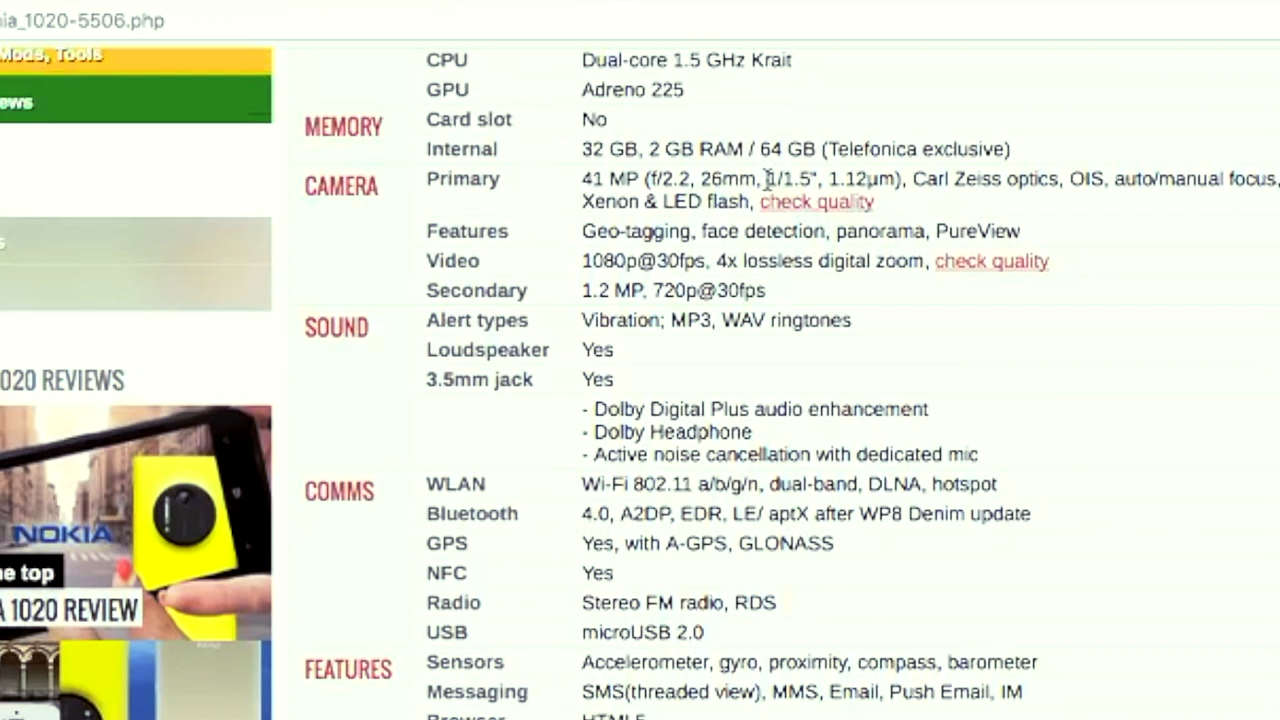 ia_1020-5506.php
Mods, Tools
ews
s
020 REVIEWS
NOKIA
he top
A 1020 REVIEW
CPU Dual-core 1.5 GHz Krait
GPU Adreno 225
MEMORY Card slot No
Internal 32 GB, 2 GB RAM / 64 GB (Telefonica exclusive)
CAMERA Primary 41 MP (f/2.2, 26mm, 1/1.5", 1.12µm), Carl Zeiss optics, OIS, auto/manual focus,
Xenon & LED flash, check quality
Features Geo-tagging, face detection, panorama, PureView
Video 1080p@30fps, 4x lossless digital zoom, check quality
Secondary 1.2 MP, 720p@30fps
SOUND Alert types Vibration; MP3, WAV ringtones
Loudspeaker Yes
3.5mm jack Yes
- Dolby Digital Plus audio enhancement
- Dolby Headphone
- Active noise cancellation with dedicated mic
COMMS WLAN Wi-Fi 802.11 a/b/g/n, dual-band, DLNA, hotspot
Bluetooth 4.0, A2DP, EDR, LE/ aptX after WP8 Denim update
GPS Yes, with A-GPS, GLONASS
NFC Yes
Radio Stereo FM radio, RDS
USB microUSB 2.0
FEATURES Sensors Accelerometer, gyro, proximity, compass, barometer
Messaging SMS(threaded view), MMS, Email, Push Email, IM
Browser HTML5